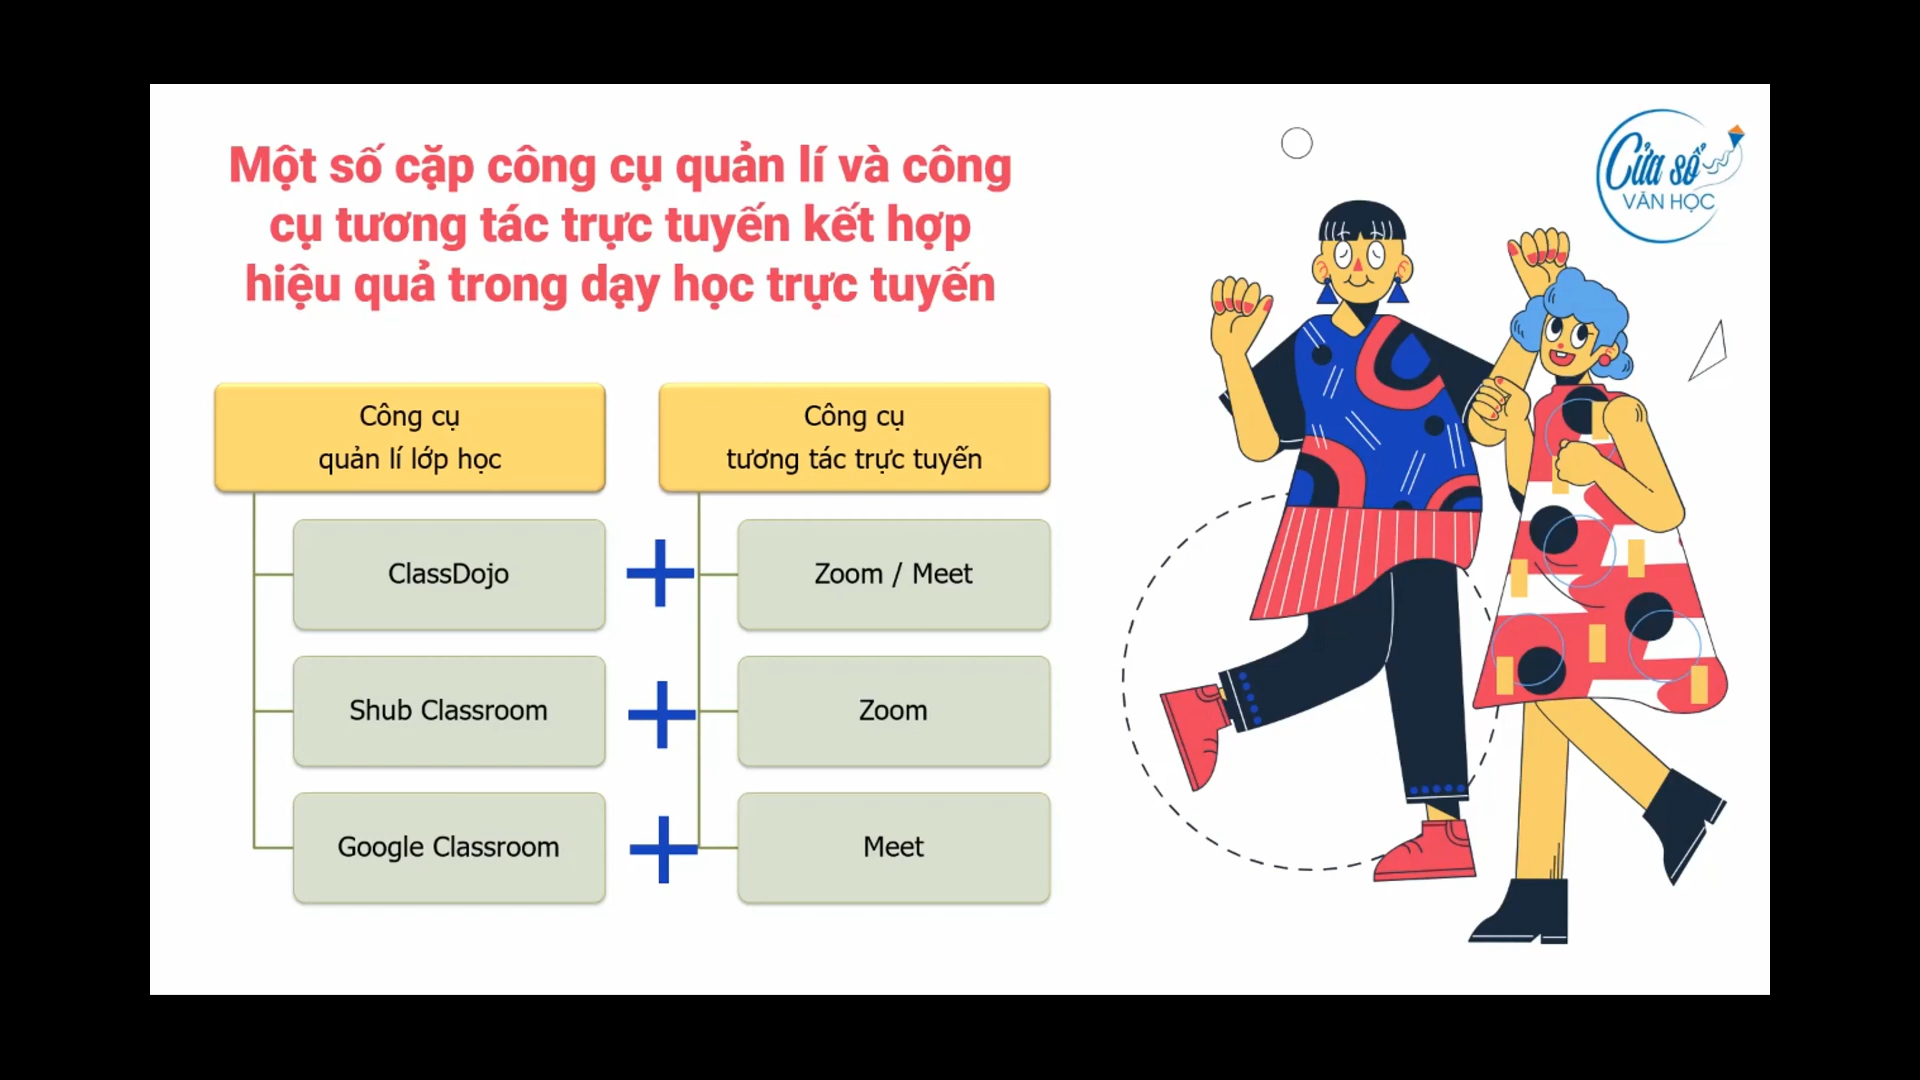 Một số cặp công cụ quản lí và công
cụ tương tác trực tuyến kết hợp
hiệu quả trong dạy học trực tuyến
Cửa sổ
VĂN HỌC
Công cụ
quản lí lớp học
Công cụ
tương tác trực tuyến
ClassDojo
Zoom / Meet
Shub Classroom
Zoom
Google Classroom
Meet